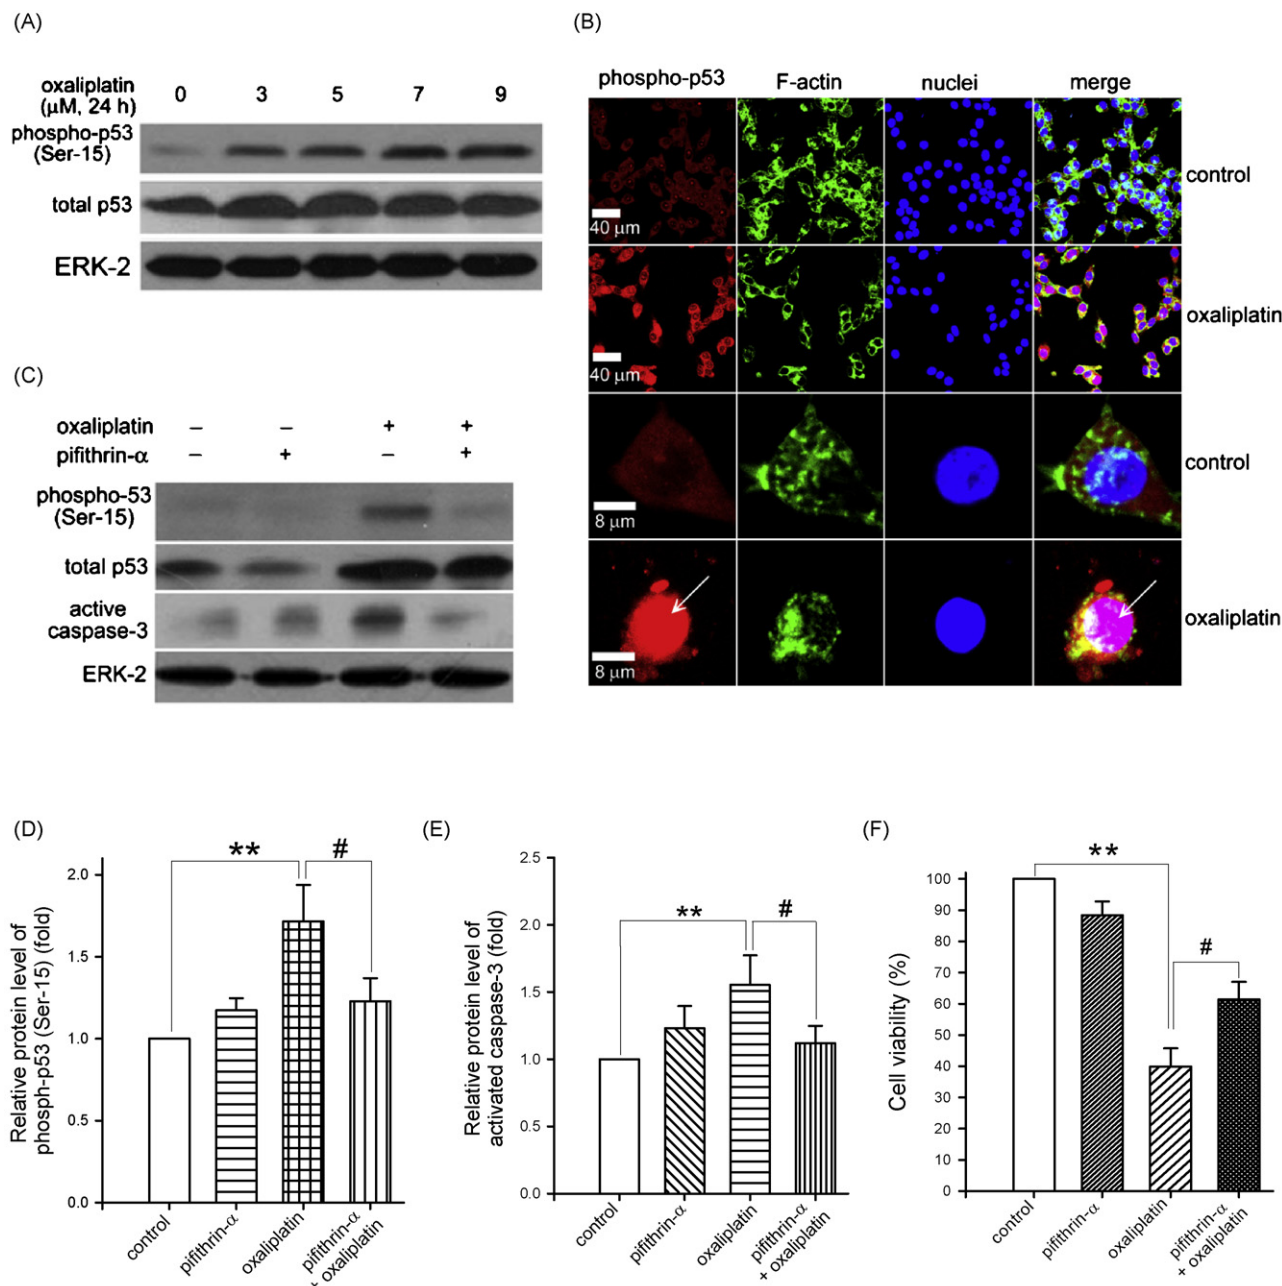 (A)
oxaliplatin
(μM, 24 h)
0 3 5 7 9
phospho-p53
(Ser-15)
total p53
ERK-2
(B)
phospho-p53 F-actin nuclei merge
control
40 μm
oxaliplatin
40 μm
control
8 μm
oxaliplatin
8 μm
(C)
oxaliplatin – – + +
pifithrin-α – + – +
phospho-53
(Ser-15)
total p53
active
caspase-3
ERK-2
(D)
Relative protein level of
phosph-p53 (Ser-15) (fold)
2.0
1.5
1.0
0.5
0.0
** #
control
pifithrin-α
oxaliplatin
pifithrin-α
+ oxaliplatin
(E)
Relative protein level of
activated caspase-3 (fold)
2.5
2.0
1.5
1.0
0.5
0.0
** #
control
pifithrin-α
oxaliplatin
pifithrin-α
+ oxaliplatin
(F)
Cell viability (%)
100
90
80
70
60
50
40
30
20
10
0
**
#
control
pifithrin-α
oxaliplatin
pifithrin-α
+ oxaliplatin